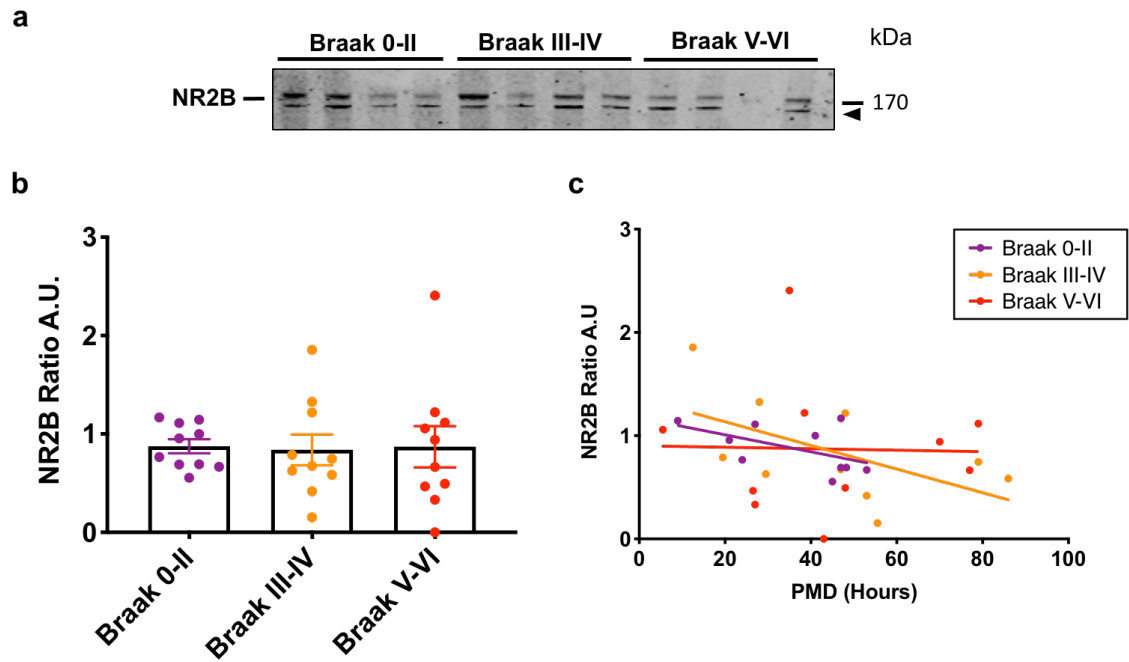 a
Braak 0-II
Braak III-IV
Braak V-VI
kDa
NR2B
170
b
c
NR2B Ratio A.U.
3
2
1
0
Braak 0-II
Braak III-IV
Braak V-VI
NR2B Ratio A.U
3
2
1
0
0
20
40
60
80
100
PMD (Hours)
Braak 0-II
Braak III-IV
Braak V-VI